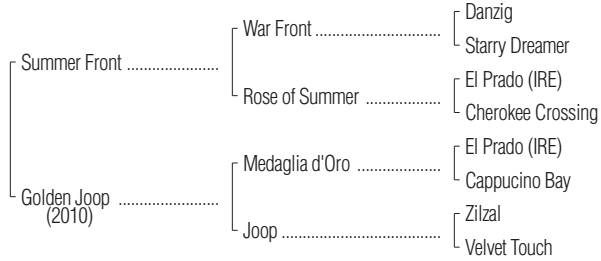 Danzig
War Front
Starry Dreamer
Summer Front
El Prado (IRE)
Rose of Summer
Cherokee Crossing
El Prado (IRE)
Medaglia d'Oro
Cappucino Bay
Golden Joop
(2010)
Zilzal
Joop
Velvet Touch